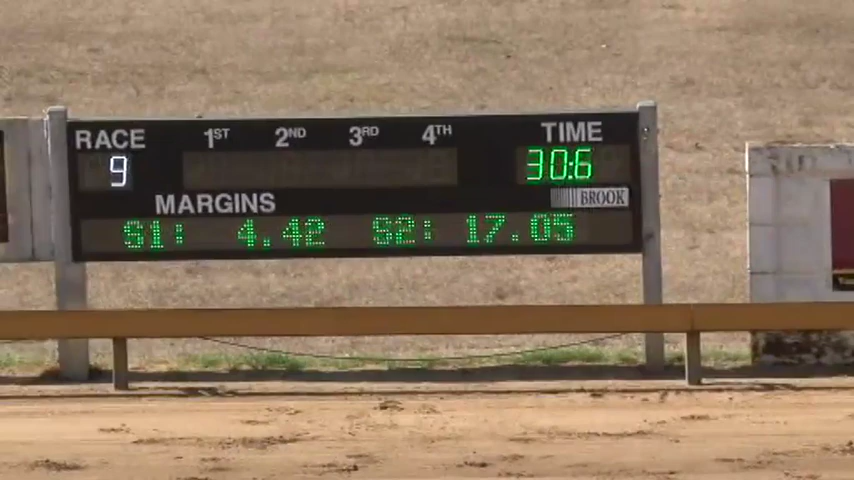 RACE 1ST 2ND 3RD 4TH TIME
9 30:6
MARGINS BROOK
S1: 4.42 S2: 17.05